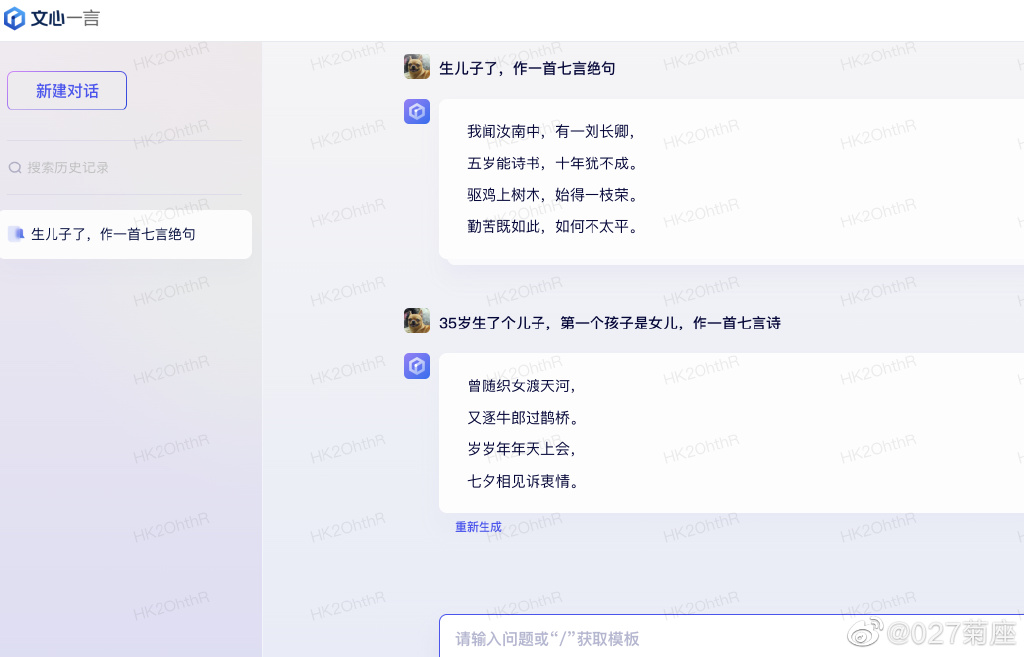 文心一言
新建对话
搜索历史记录
生儿子了，作一首七言绝句
生儿子了，作一首七言绝句
我闻汝南中，有一刘长卿，
五岁能诗书，十年犹不成。
驱鸡上树木，始得一枝荣。
勤苦既如此，如何不太平。
35岁生了个儿子，第一个孩子是女儿，作一首七言诗
曾随织女渡天河，
又逐牛郎过鹊桥。
岁岁年年天上会，
七夕相见诉衷情。
重新生成
请输入问题或“/”获取模板
HK2OhthR
@027菊座